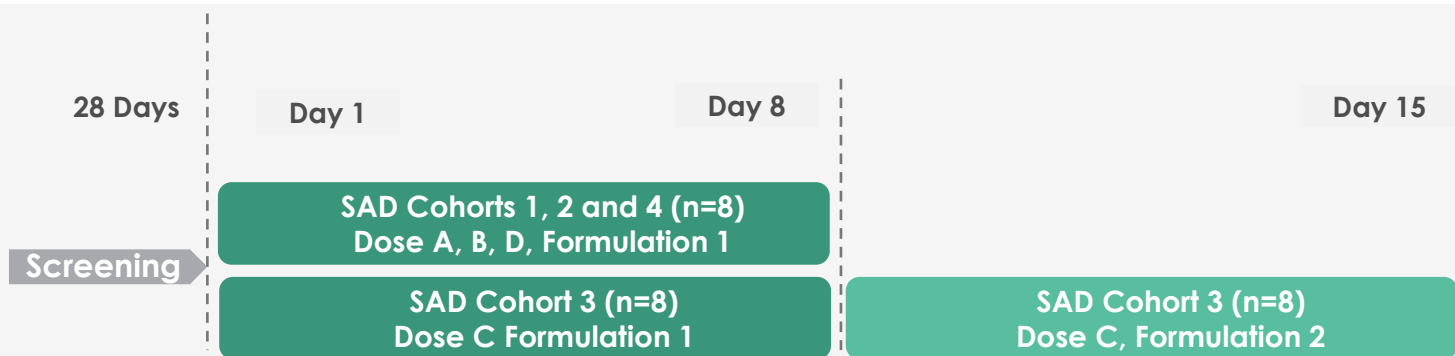 28 Days
Day 1
Day 8
Day 15
SAD Cohorts 1, 2 and 4 (n=8)
Dose A, B, D, Formulation 1
Screening
SAD Cohort 3 (n=8)
Dose C Formulation 1
SAD Cohort 3 (n=8)
Dose C, Formulation 2